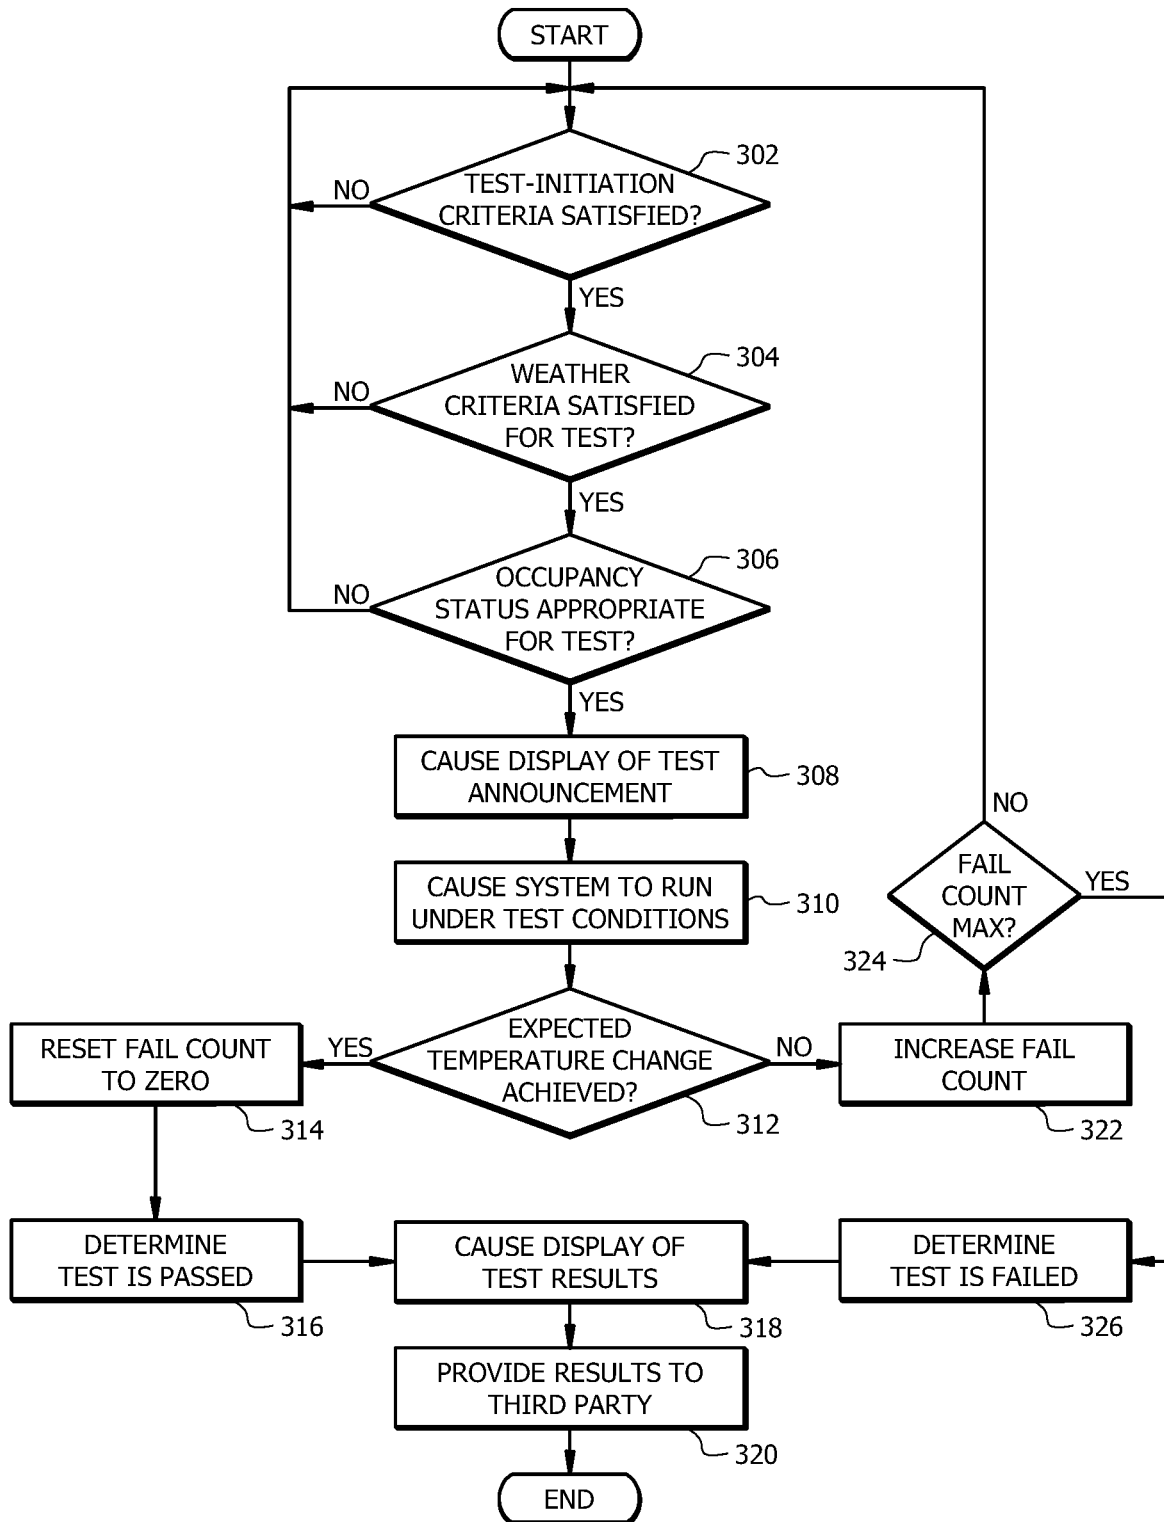 START
302
TEST-INITIATION
CRITERIA SATISFIED?
NO
YES
304
WEATHER
CRITERIA SATISFIED
FOR TEST?
NO
YES
306
OCCUPANCY
STATUS APPROPRIATE
FOR TEST?
NO
YES
CAUSE DISPLAY OF TEST
ANNOUNCEMENT
308
CAUSE SYSTEM TO RUN
UNDER TEST CONDITIONS
310
NO
FAIL
COUNT
MAX?
YES
324
EXPECTED
TEMPERATURE CHANGE
ACHIEVED?
YES
NO
312
RESET FAIL COUNT
TO ZERO
314
INCREASE FAIL
COUNT
322
DETERMINE
TEST IS PASSED
316
CAUSE DISPLAY OF
TEST RESULTS
318
DETERMINE
TEST IS FAILED
326
PROVIDE RESULTS TO
THIRD PARTY
320
END